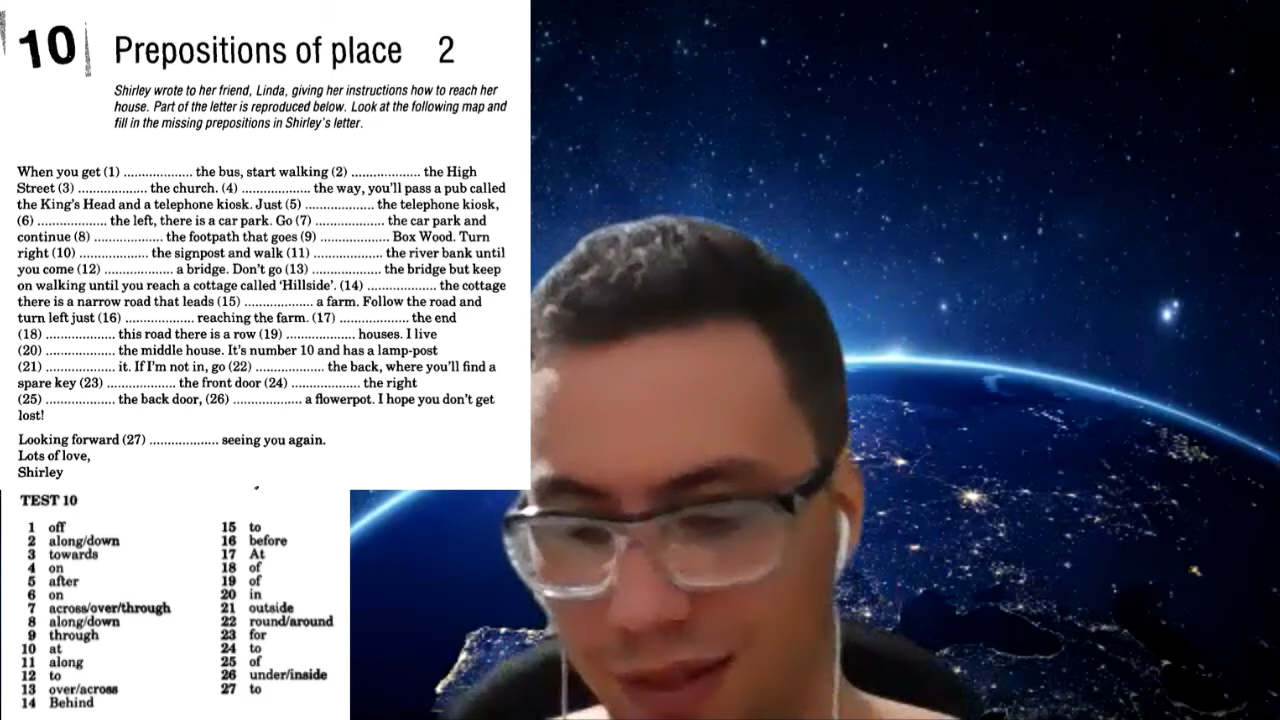 10 Prepositions of place 2
Shirley wrote to her friend, Linda, giving her instructions how to reach her
house. Part of the letter is reproduced below. Look at the following map and
fill in the missing prepositions in Shirley's letter.
When you get (1) .................. the bus, start walking (2) .................. the High
Street (3) .................. the church. (4) .................. the way, you'll pass a pub called
the King's Head and a telephone kiosk. Just (5) .................. the telephone kiosk,
(6) .................. the left, there is a car park. Go (7) .................. the car park and
continue (8) .................. the footpath that goes (9) .................. Box Wood. Turn
right (10) .................. the signpost and walk (11) .................. the river bank until
you come (12) .................. a bridge. Don't go (13) .................. the bridge but keep
on walking until you reach a cottage called 'Hillside'. (14) .................. the cottage
there is a narrow road that leads (15) .................. a farm. Follow the road and
turn left just (16) .................. reaching the farm. (17) .................. the end
(18) .................. this road there is a row (19) .................. houses. I live
(20) .................. the middle house. It's number 10 and has a lamp-post
(21) .................. it. If I'm not in, go (22) .................. the back, where you'll find a
spare key (23) .................. the front door (24) .................. the right
(25) .................. the back door, (26) .................. a flowerpot. I hope you don't get
lost!
Looking forward (27) .................. seeing you again.
Lots of love,
Shirley
TEST 10
1 off
2 along/down
3 towards
4 on
5 after
6 on
7 across/over/through
8 along/down
9 through
10 at
11 along
12 to
13 over/across
14 Behind
15 to
16 before
17 At
18 of
19 of
20 in
21 outside
22 round/around
23 for
24 to
25 of
26 under/inside
27 to